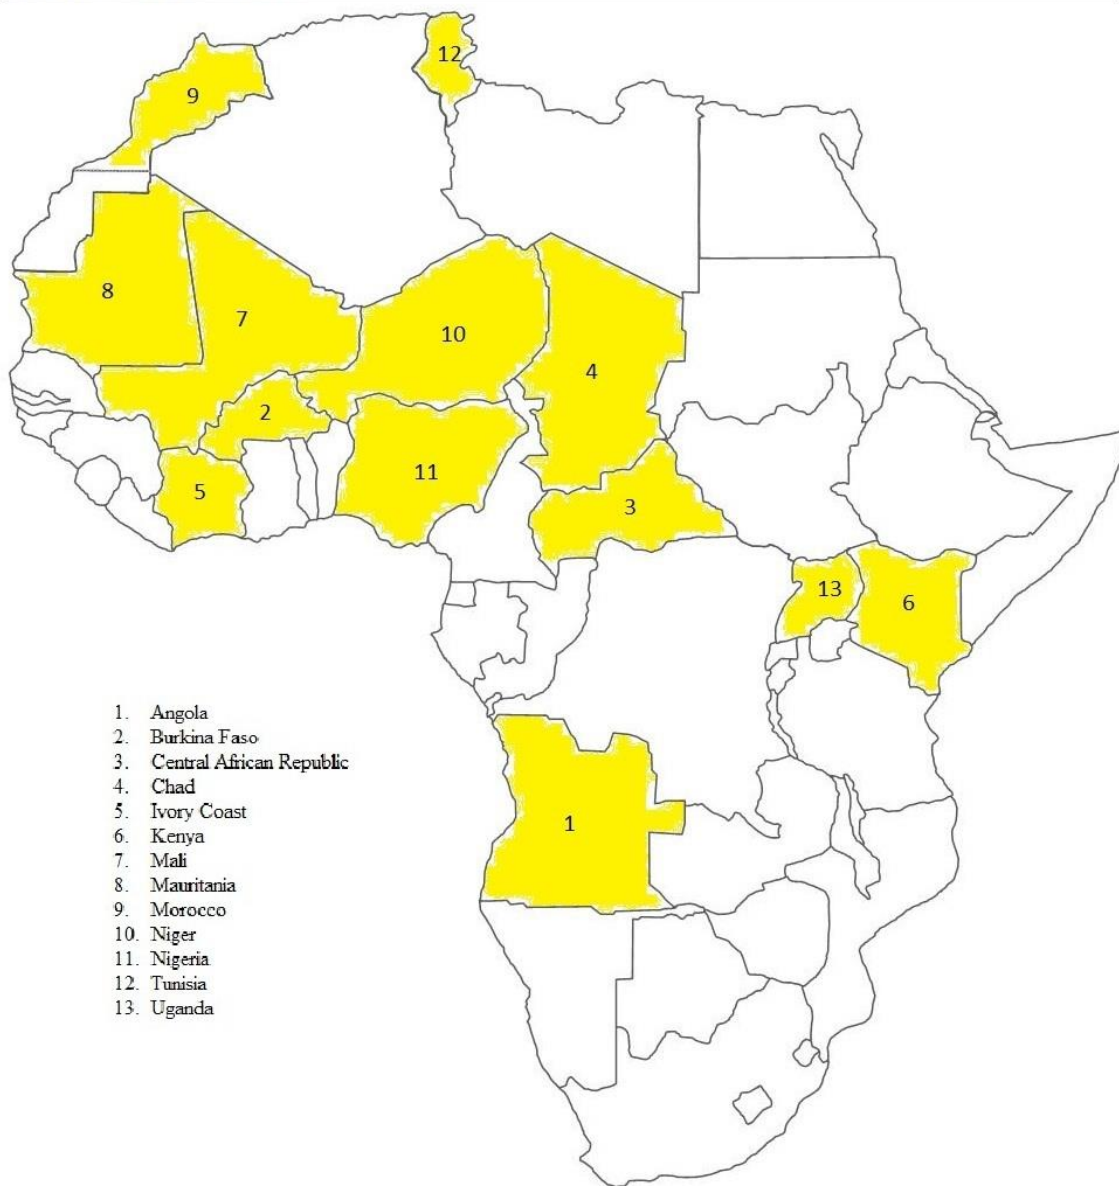 12
9
8
7
10
4
2
11
5
3
13
6
1. Angola
2. Burkina Faso
3. Central African Republic
4. Chad
5. Ivory Coast
6. Kenya
7. Mali
8. Mauritania
9. Morocco
10. Niger
11. Nigeria
12. Tunisia
13. Uganda
1